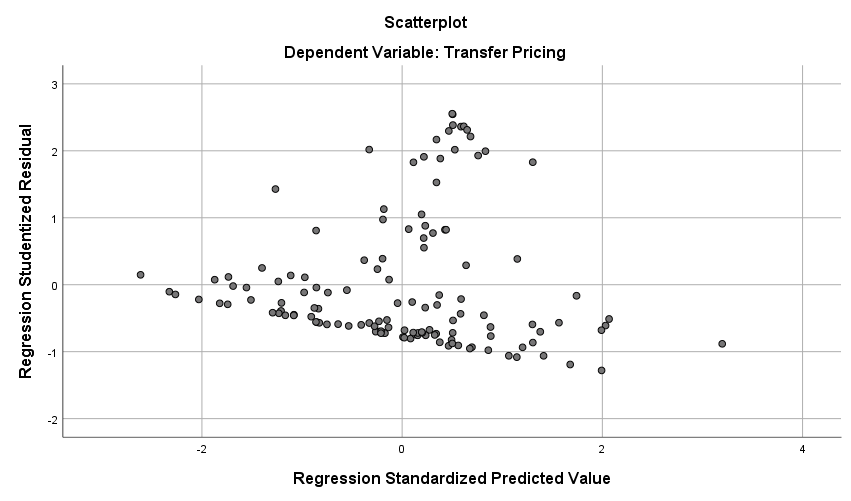 Scatterplot
Dependent Variable: Transfer Pricing
Regression Studentized Residual
3
2
1
0
-1
-2
-2
0
2
4
Regression Standardized Predicted Value